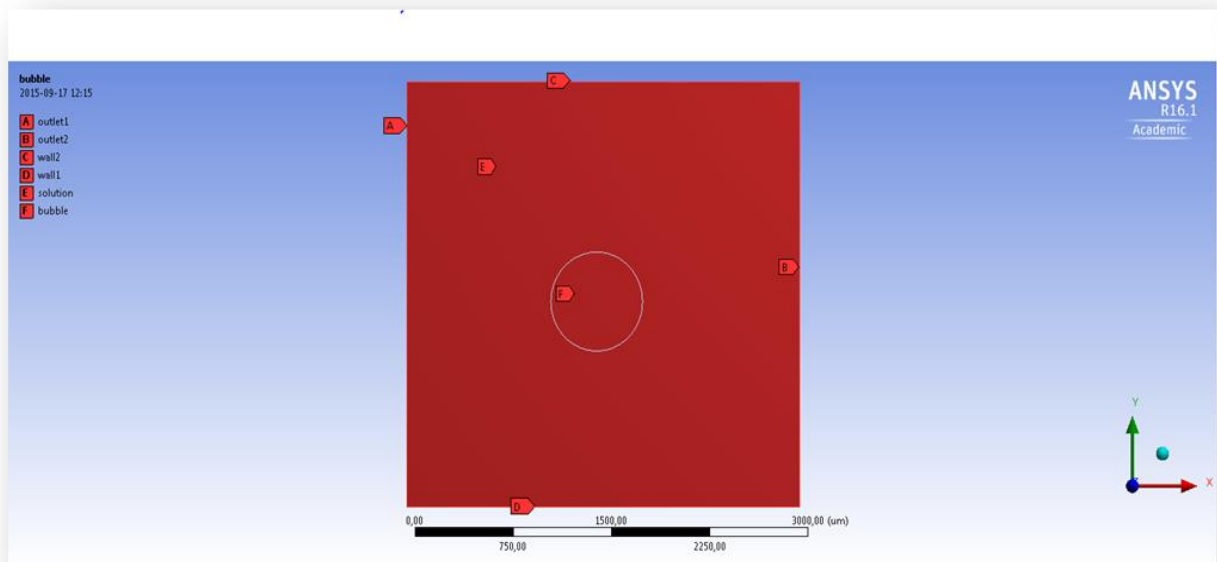 bubble
2015-09-17 12:15
A outlet1
B outlet2
C wall2
D wall1
E solution
F bubble
ANSYS
R16.1
Academic
C
A
E
B
F
D
Y
X
0,00 1500,00 3000,00 (um)
750,00 2250,00